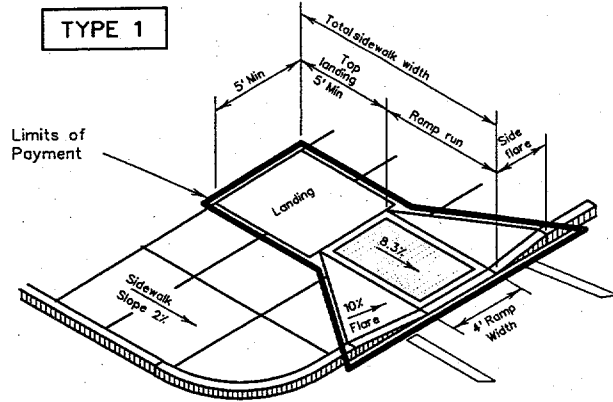 TYPE 1
Total sidewalk width
5' Min
Top
landing
5' Min
Ramp run
Side
flare
Limits of
Payment
Landing
8.3%
Sidewalk
Slope 2%
10%
Flare
4' Ramp
Width